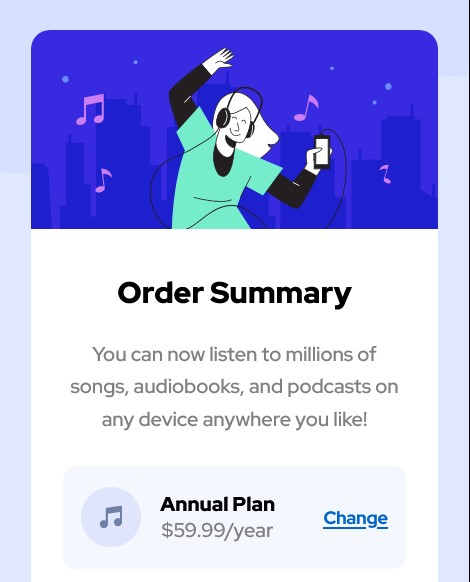 Order Summary
You can now listen to millions of
songs, audiobooks, and podcasts on
any device anywhere you like!
Annual Plan
$59.99/year
Change